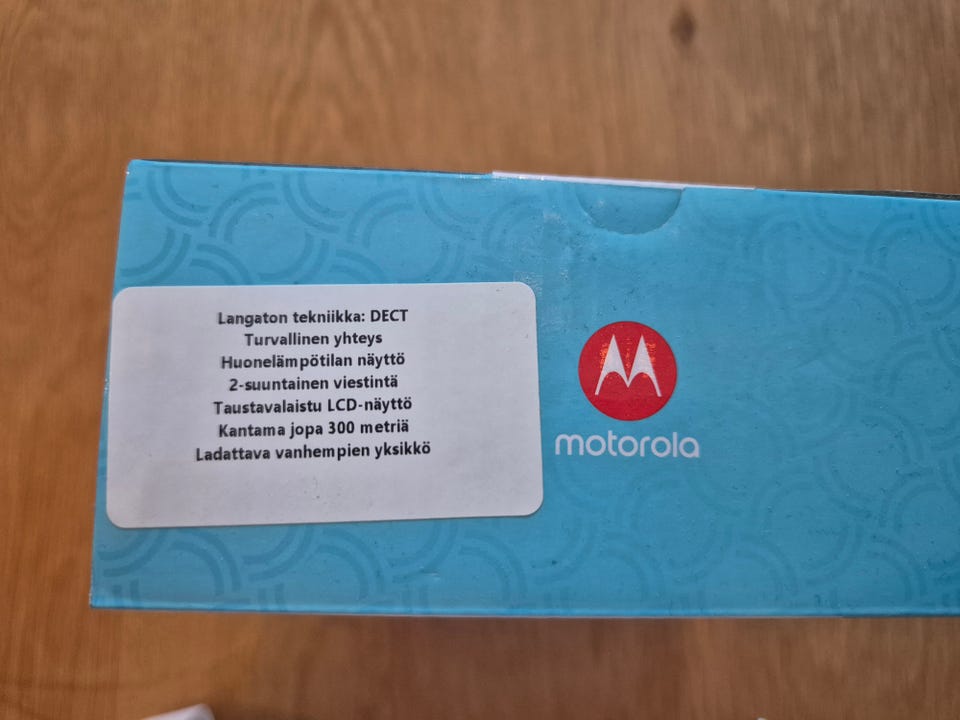 Langaton tekniikka: DECT
Turvallinen yhteys
Huonelämpötilan näyttö
2-suuntainen viestintä
Taustavalaistu LCD-näyttö
Kantama jopa 300 metriä
Ladattava vanhempien yksikkö
motorola